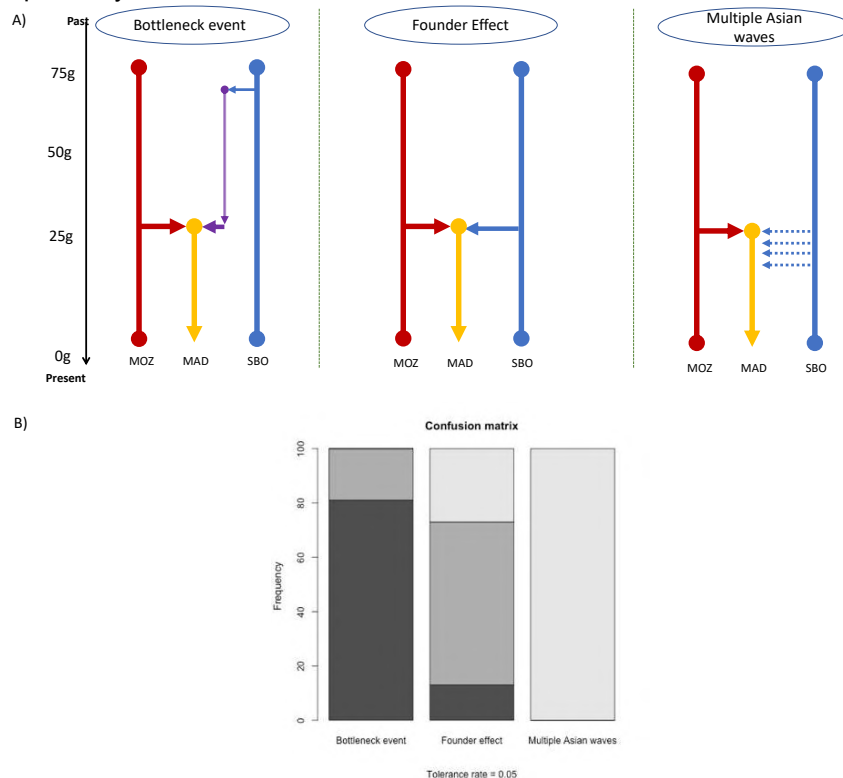 A)
Past
Bottleneck event
Founder Effect
Multiple Asian
waves
75g
50g
25g
0g
Present
MOZ MAD SBO
MOZ MAD SBO
MOZ MAD SBO
B)
Confusion matrix
Frequency
100
80
60
40
20
0
Bottleneck event Founder effect Multiple Asian waves
Tolerance rate = 0.05